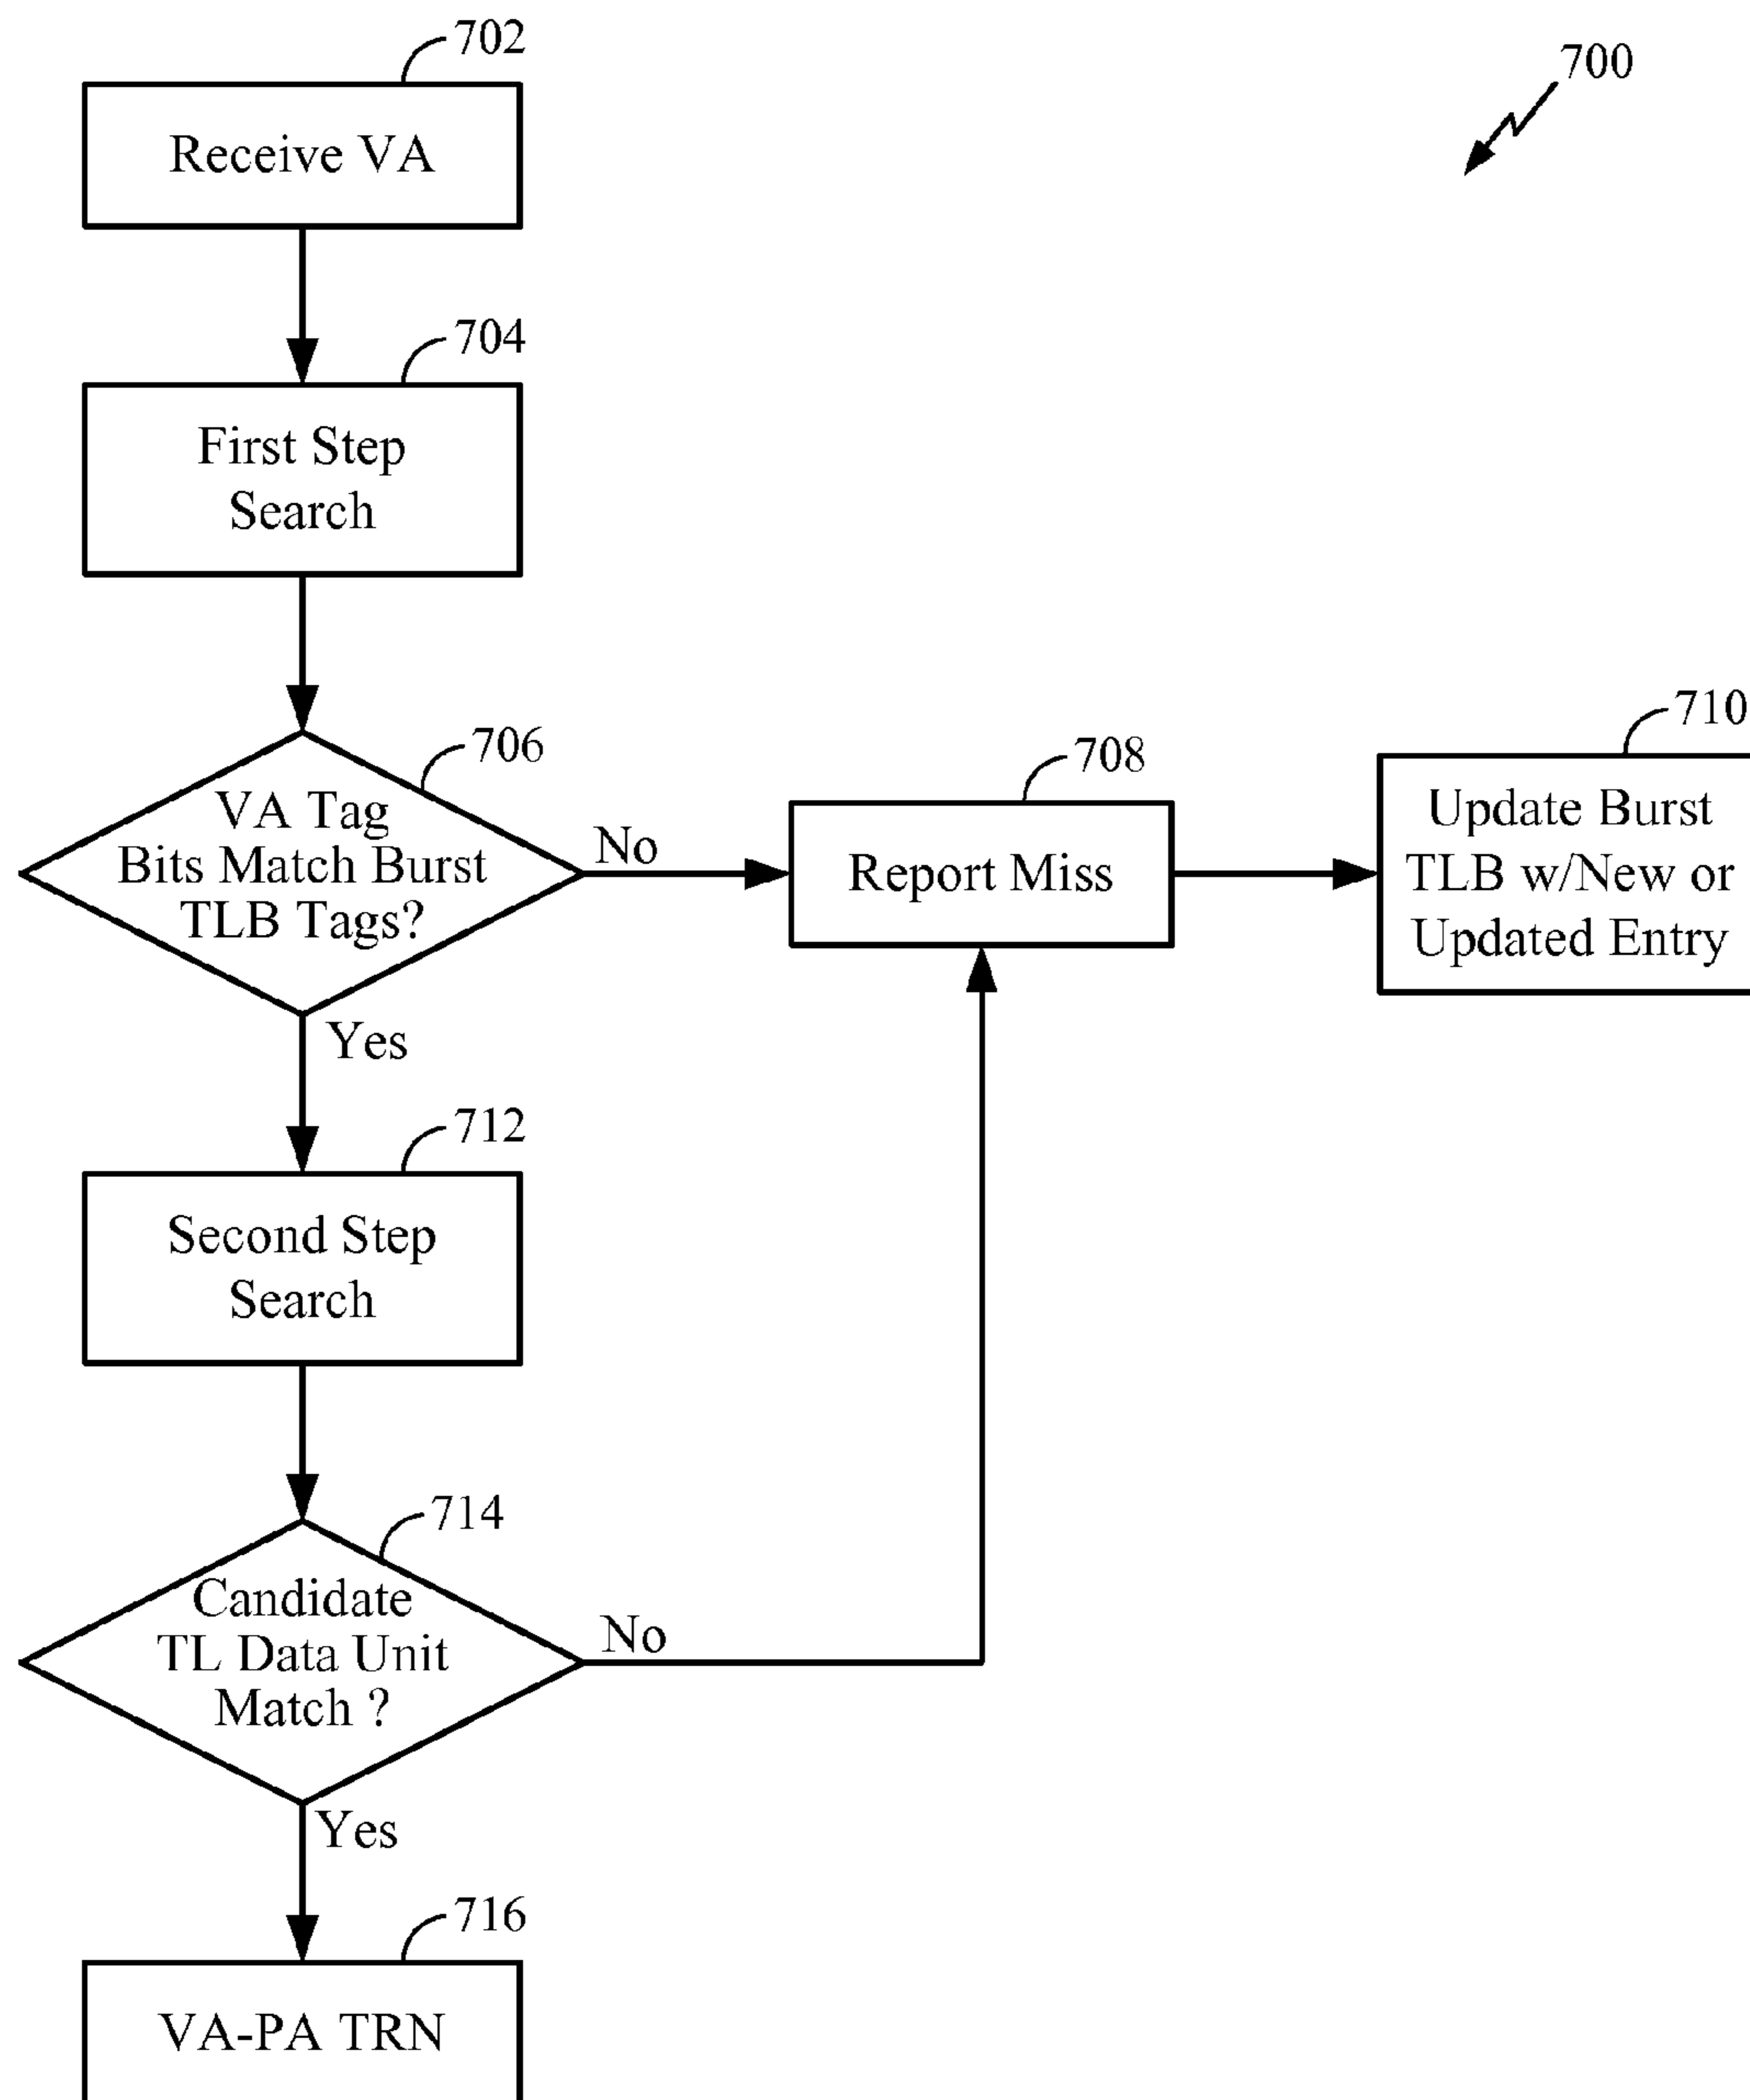 702
700
Receive VA
704
First Step
Search
706
VA Tag
Bits Match Burst
TLB Tags?
No
708
Report Miss
710
Update Burst
TLB w/New or
Updated Entry
Yes
712
Second Step
Search
714
Candidate
TL Data Unit
Match ?
No
Yes
716
VA-PA TRN